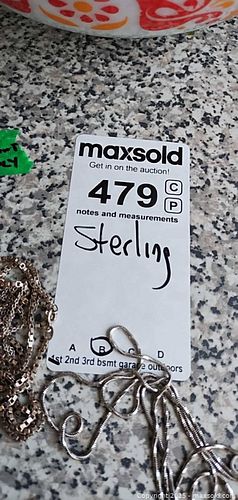 maxsold
Get in on the auction!
479 C
P
notes and measurements
Sterling
A B C D
1st 2nd 3rd bsmt garage outdoors
Copyright 2025 - maxsold.com